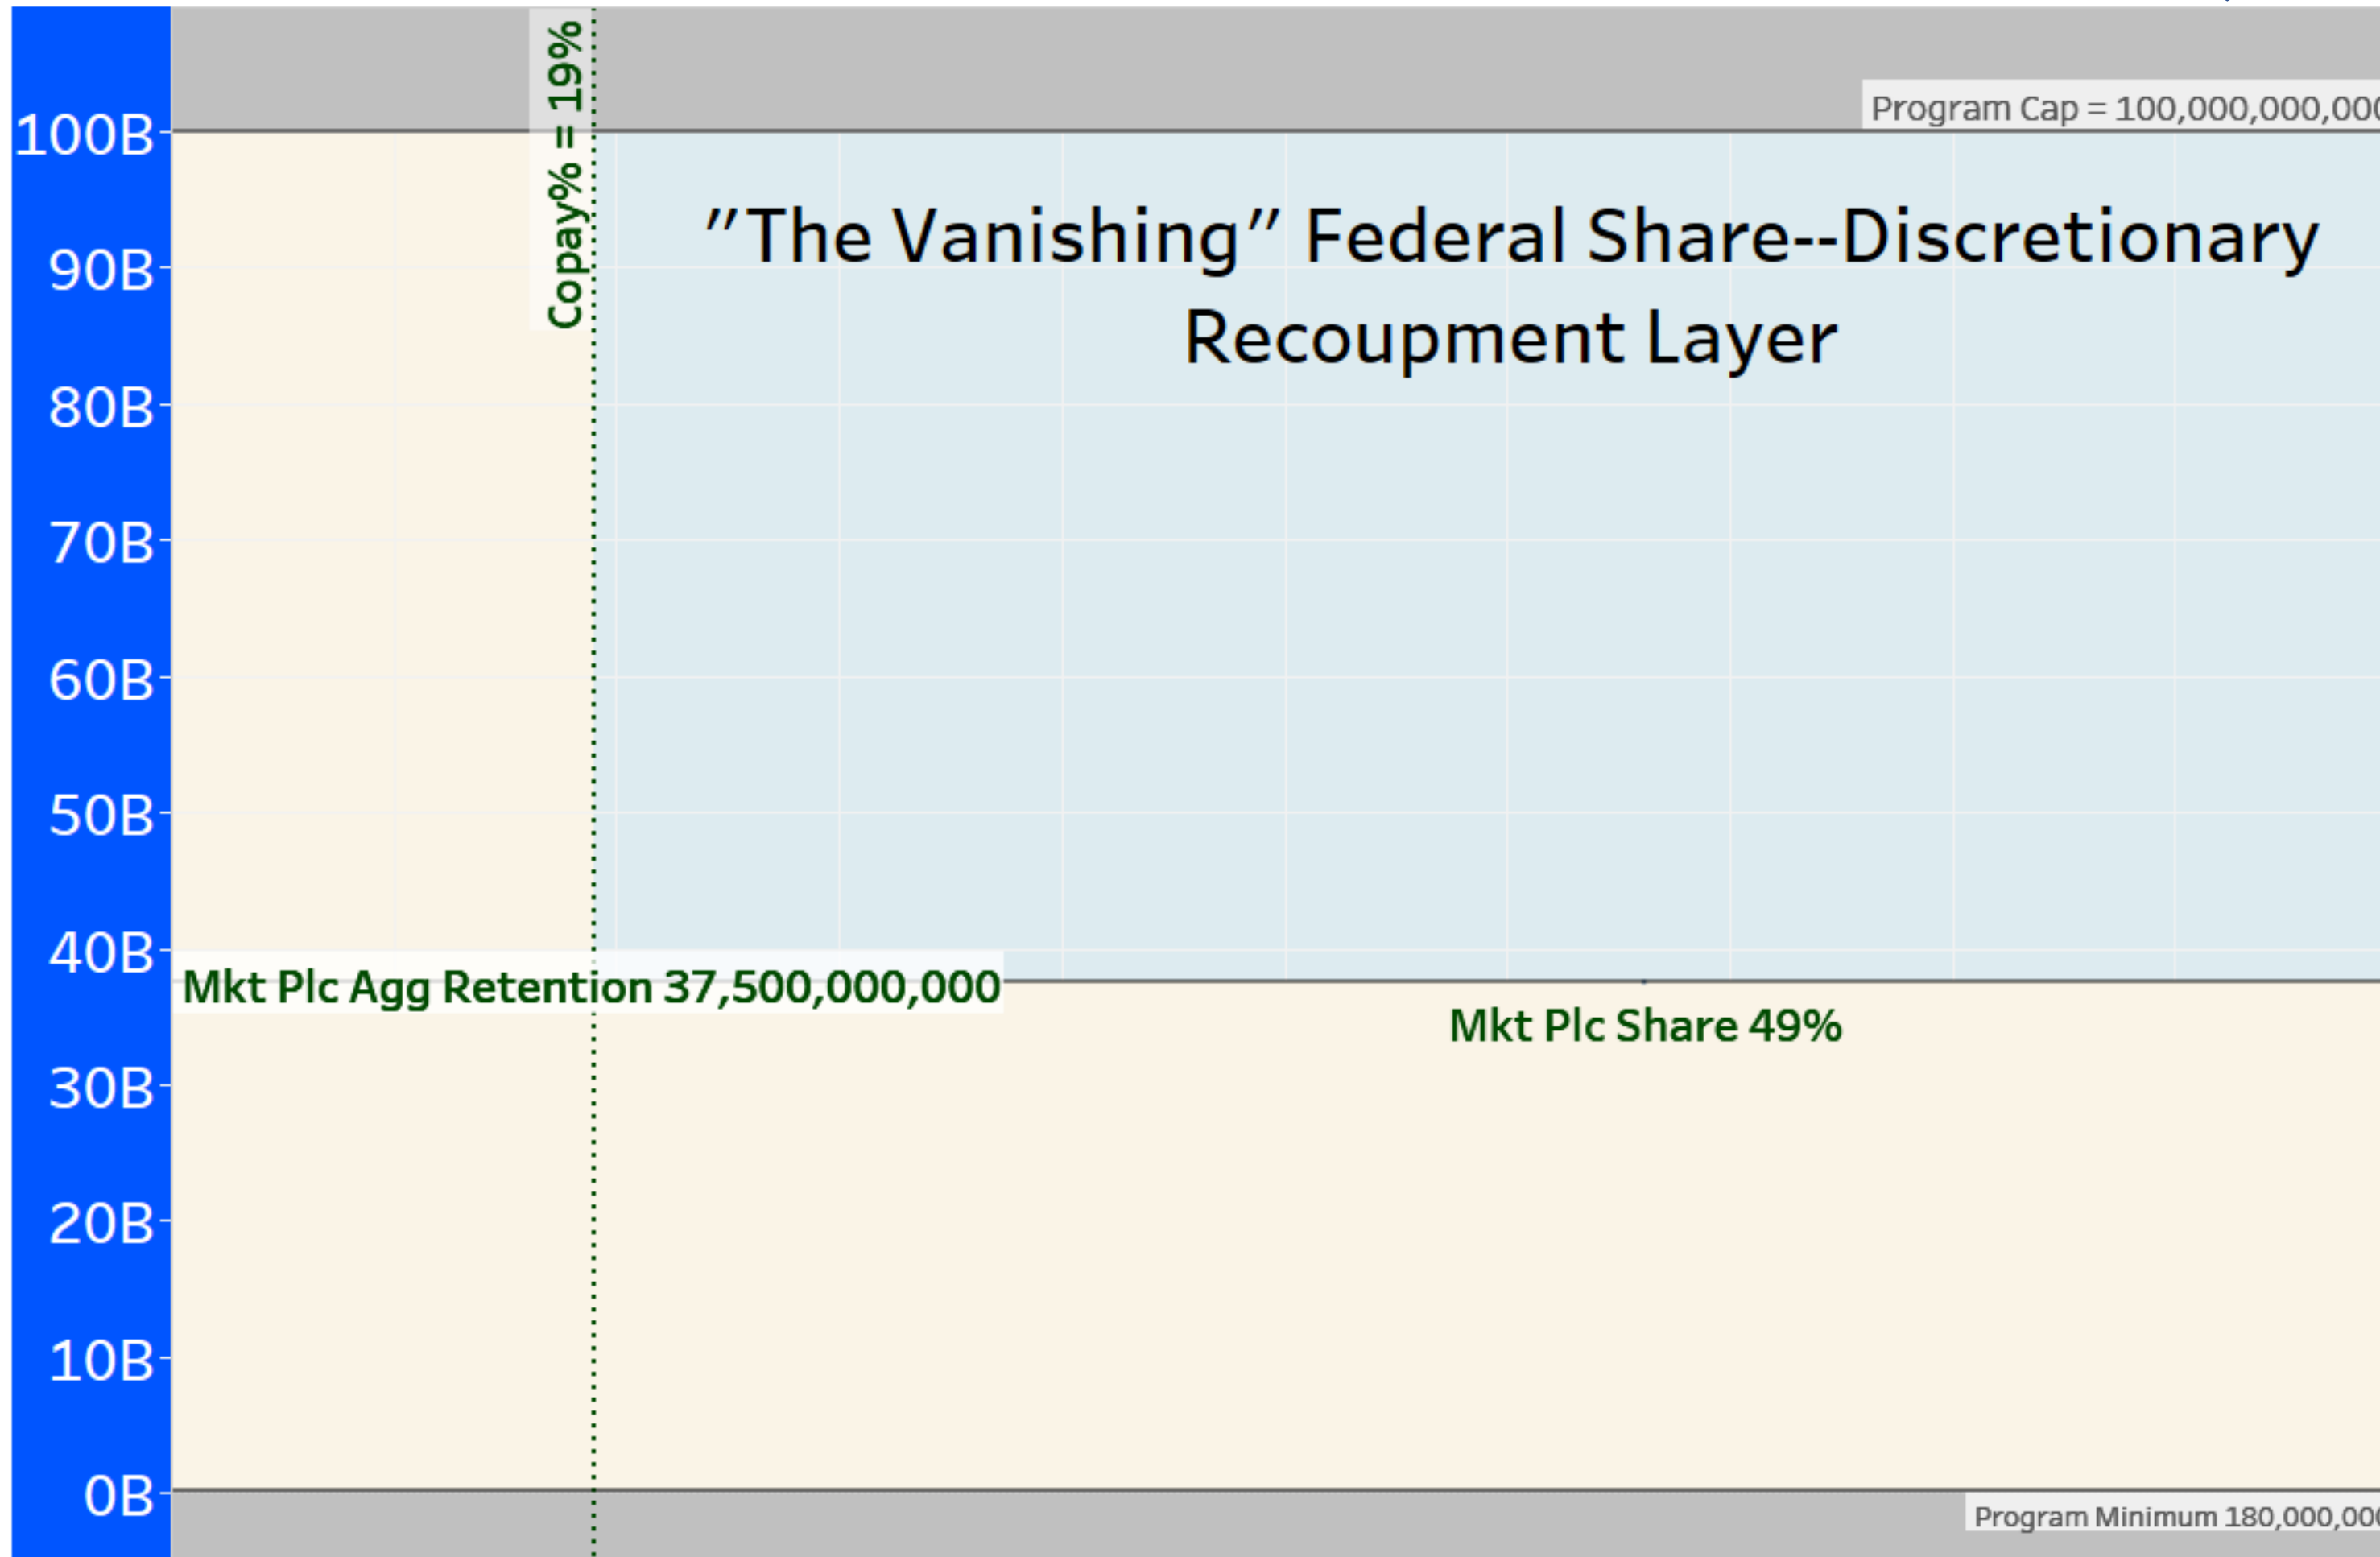 Copay% = 19%
100B
Program Cap = 100,000,000,000
"The Vanishing" Federal Share--Discretionary
Recoupment Layer
90B
80B
70B
60B
50B
40B
Mkt Plc Agg Retention 37,500,000,000
Mkt Plc Share 49%
30B
20B
10B
0B
Program Minimum 180,000,000